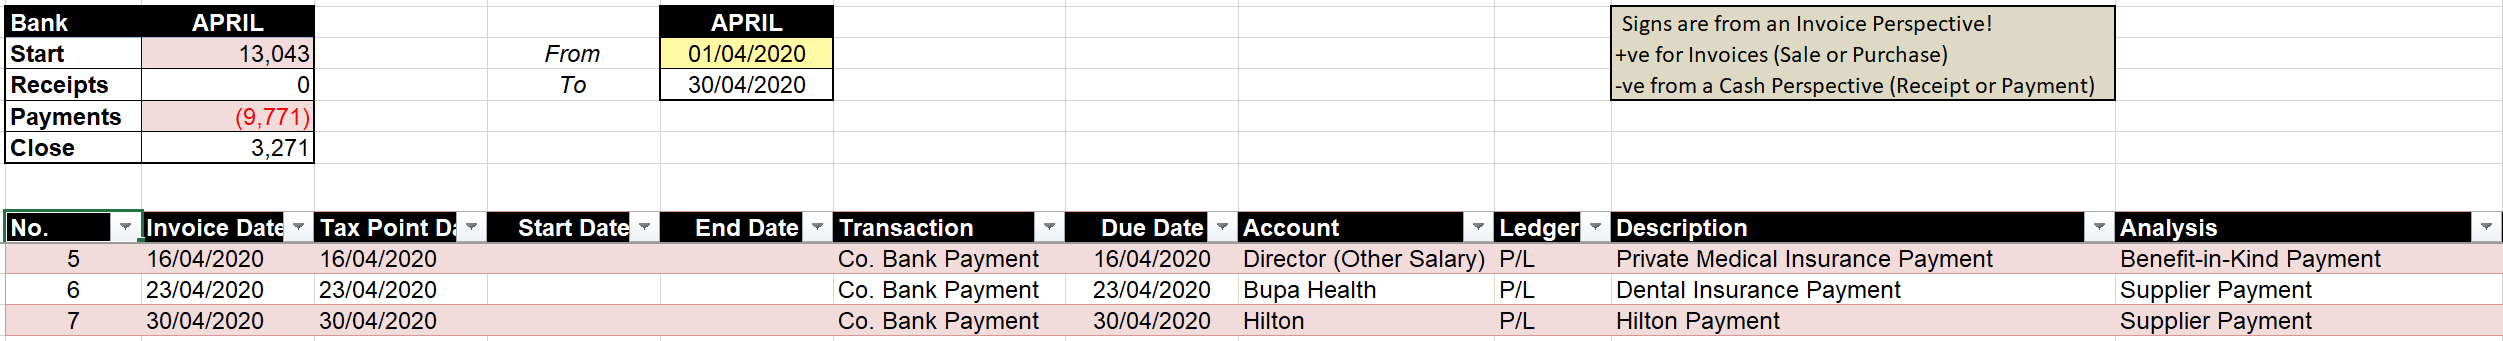 Bank APRIL APRIL Signs are from an Invoice Perspective!
Start 13,043 From 01/04/2020 +ve for Invoices (Sale or Purchase)
Receipts 0 To 30/04/2020 -ve from a Cash Perspective (Receipt or Payment)
Payments (9,771)
Close 3,271
No. Invoice Date Tax Point Da Start Date End Date Transaction Due Date Account Ledger Description Analysis
5 16/04/2020 16/04/2020 Co. Bank Payment 16/04/2020 Director (Other Salary) P/L Private Medical Insurance Payment Benefit-in-Kind Payment
6 23/04/2020 23/04/2020 Co. Bank Payment 23/04/2020 Bupa Health P/L Dental Insurance Payment Supplier Payment
7 30/04/2020 30/04/2020 Co. Bank Payment 30/04/2020 Hilton P/L Hilton Payment Supplier Payment